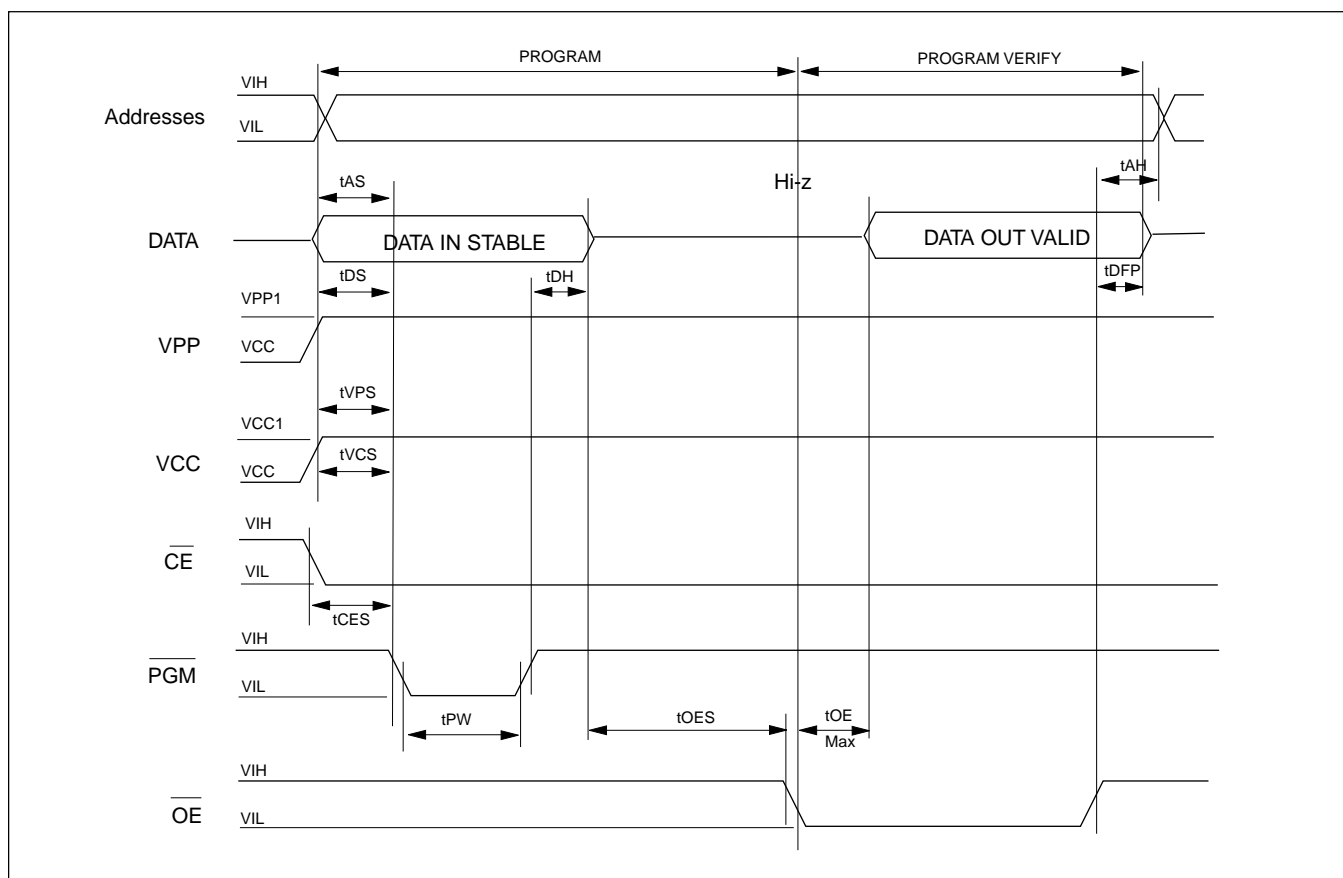 PROGRAM
PROGRAM VERIFY
VIH
Addresses
VIL
tAS
Hi-z
tAH
DATA
DATA IN STABLE
DATA OUT VALID
tDS
tDH
tDFP
VPP1
VPP
VCC
tVPS
VCC1
VCC
VCC
tVCS
VIH
CE
VIL
tCES
VIH
PGM
VIL
tPW
tOES
tOE
Max
VIH
OE
VIL